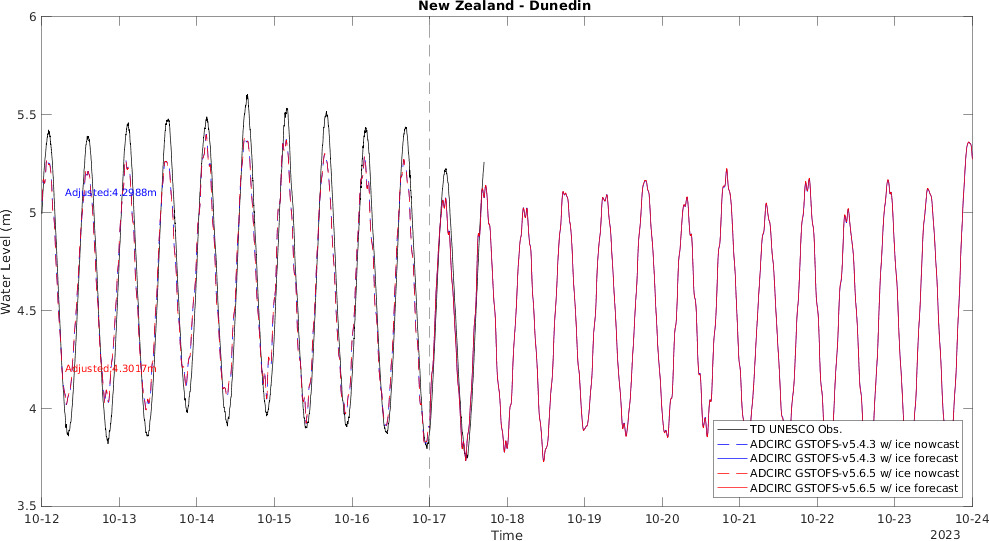 New Zealand - Dunedin
Water Level (m)
6
5.5
5
4.5
4
3.5
Adjusted:4.2988m
Adjusted:4.3017m
TD UNESCO Obs.
ADCIRC GSTOFS-v5.4.3 w/ ice nowcast
ADCIRC GSTOFS-v5.4.3 w/ ice forecast
ADCIRC GSTOFS-v5.6.5 w/ ice nowcast
ADCIRC GSTOFS-v5.6.5 w/ ice forecast
10-12 10-13 10-14 10-15 10-16 10-17 10-18 10-19 10-20 10-21 10-22 10-23 10-24
Time
2023